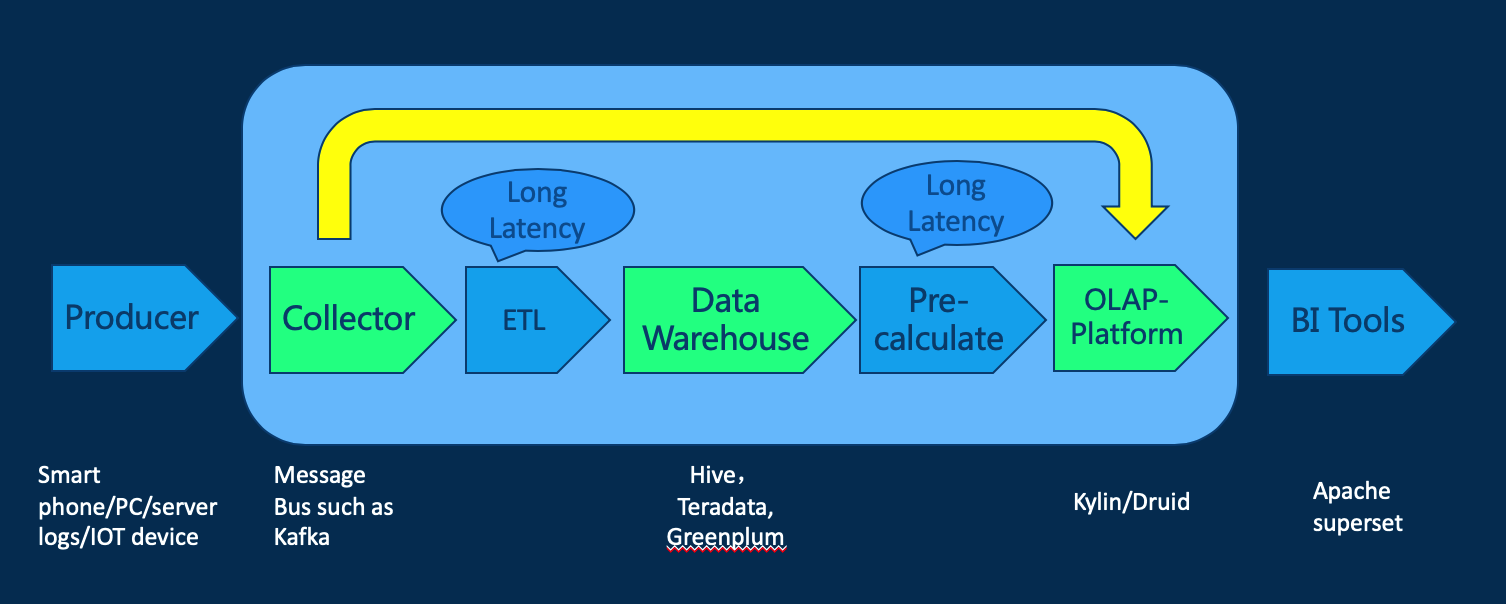 Long
Latency
Long
Latency
Producer
Collector
ETL
Data
Warehouse
Pre-
calculate
OLAP-
Platform
BI Tools
Smart
phone/PC/server
logs/IOT device
Message
Bus such as
Kafka
Hive，
Teradata,
Greenplum
Kylin/Druid
Apache
superset